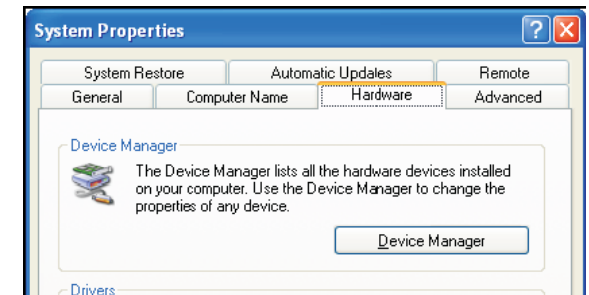 System Properties
System Restore Automatic Updales Remote
General Computer Name Hardware Advanced
Device Manager
The Device Manager lists all the hardware devices installed
on your computer. Use the Device Manager to change the
properties of any device.
Device Manager
Drivers